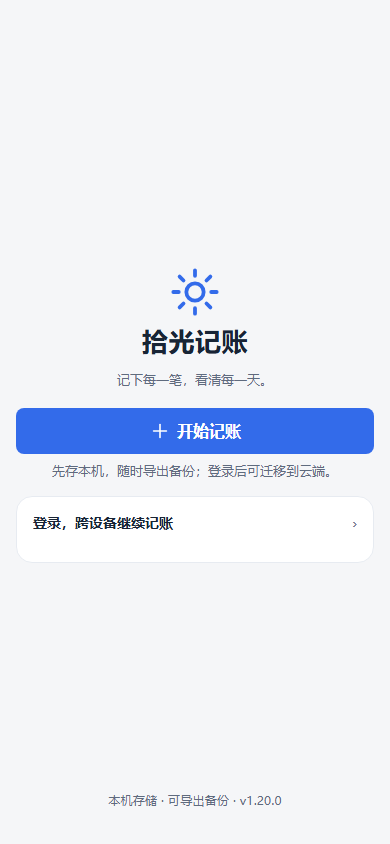 拾光记账
记下每一笔，看清每一天。
开始记账
先存本机，随时导出备份；登录后可迁移到云端。
登录，跨设备继续记账
本机存储 · 可导出备份 · v1.20.0